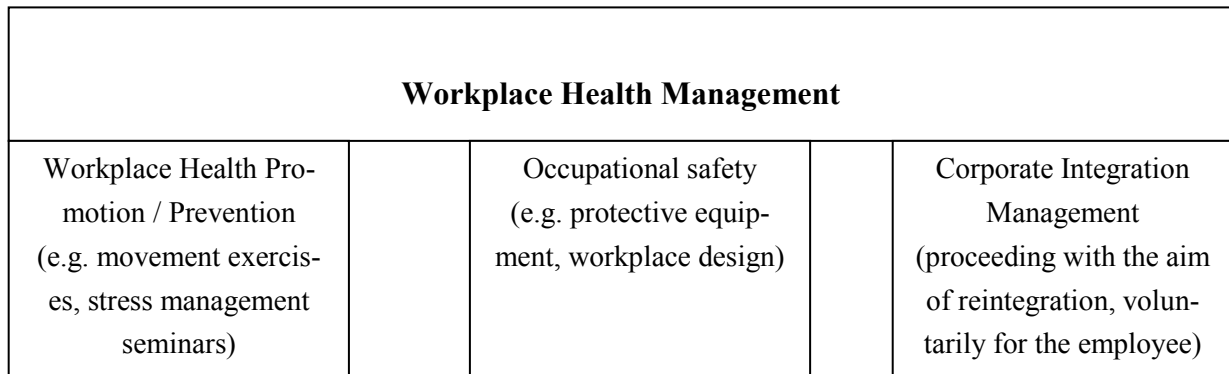 Workplace Health Management
Workplace Health Pro-
motion / Prevention
(e.g. movement exercis-
es, stress management
seminars)
Occupational safety
(e.g. protective equip-
ment, workplace design)
Corporate Integration
Management
(proceeding with the aim
of reintegration, volun-
tarily for the employee)